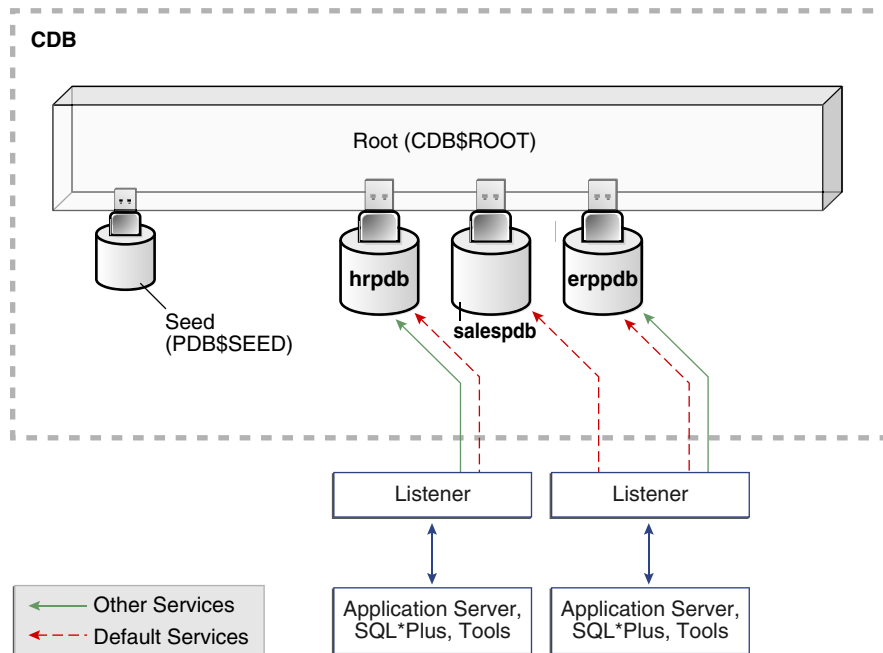 CDB
Root (CDB$ROOT)
hrpdb
erppdb
salespdb
Seed
(PDB$SEED)
Listener
Listener
Other Services
Default Services
Application Server,
SQL*Plus, Tools
Application Server,
SQL*Plus, Tools